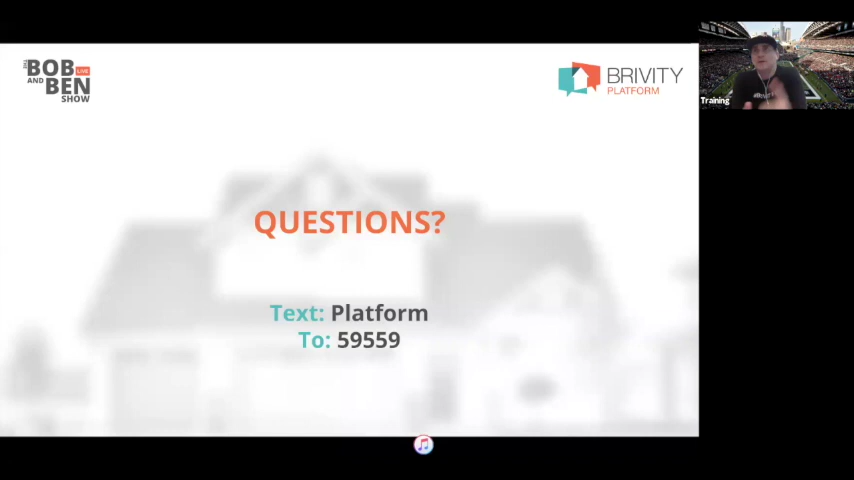 THE
BOB LIVE
AND BEN
SHOW
BRIVITY
PLATFORM
Training
QUESTIONS?
Text: Platform
To: 59559